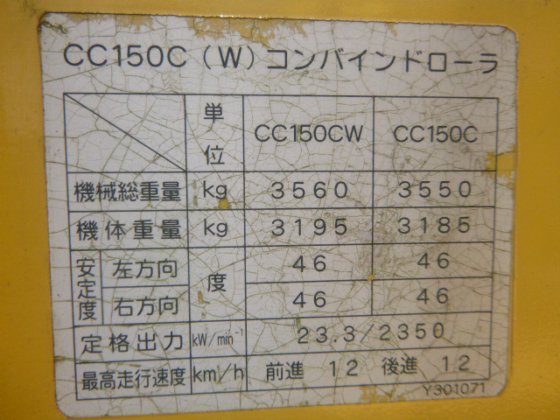 CC150C（W）コンバインドローラ
単位 CC150CW CC150C
機械総重量 kg 3560 3550
機体重量 kg 3195 3185
安定度 左方向 度 46 46
右方向 46 46
定格出力 kW/min⁻¹ 23.3/2350
最高走行速度 km/h 前進 12 後進 12
Y301071